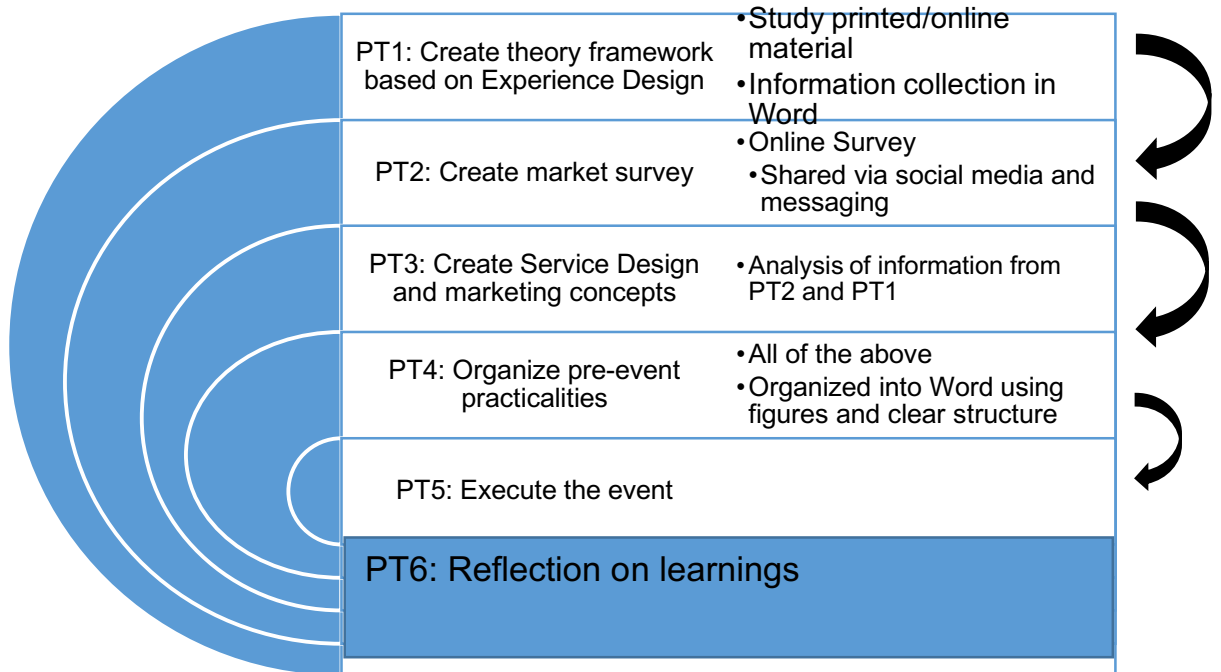 PT1: Create theory framework
based on Experience Design
•Study printed/online
material
•Information collection in
Word
PT2: Create market survey
•Online Survey
•Shared via social media and
messaging
PT3: Create Service Design
and marketing concepts
•Analysis of information from
PT2 and PT1
PT4: Organize pre-event
practicalities
•All of the above
•Organized into Word using
figures and clear structure
PT5: Execute the event
PT6: Reflection on learnings